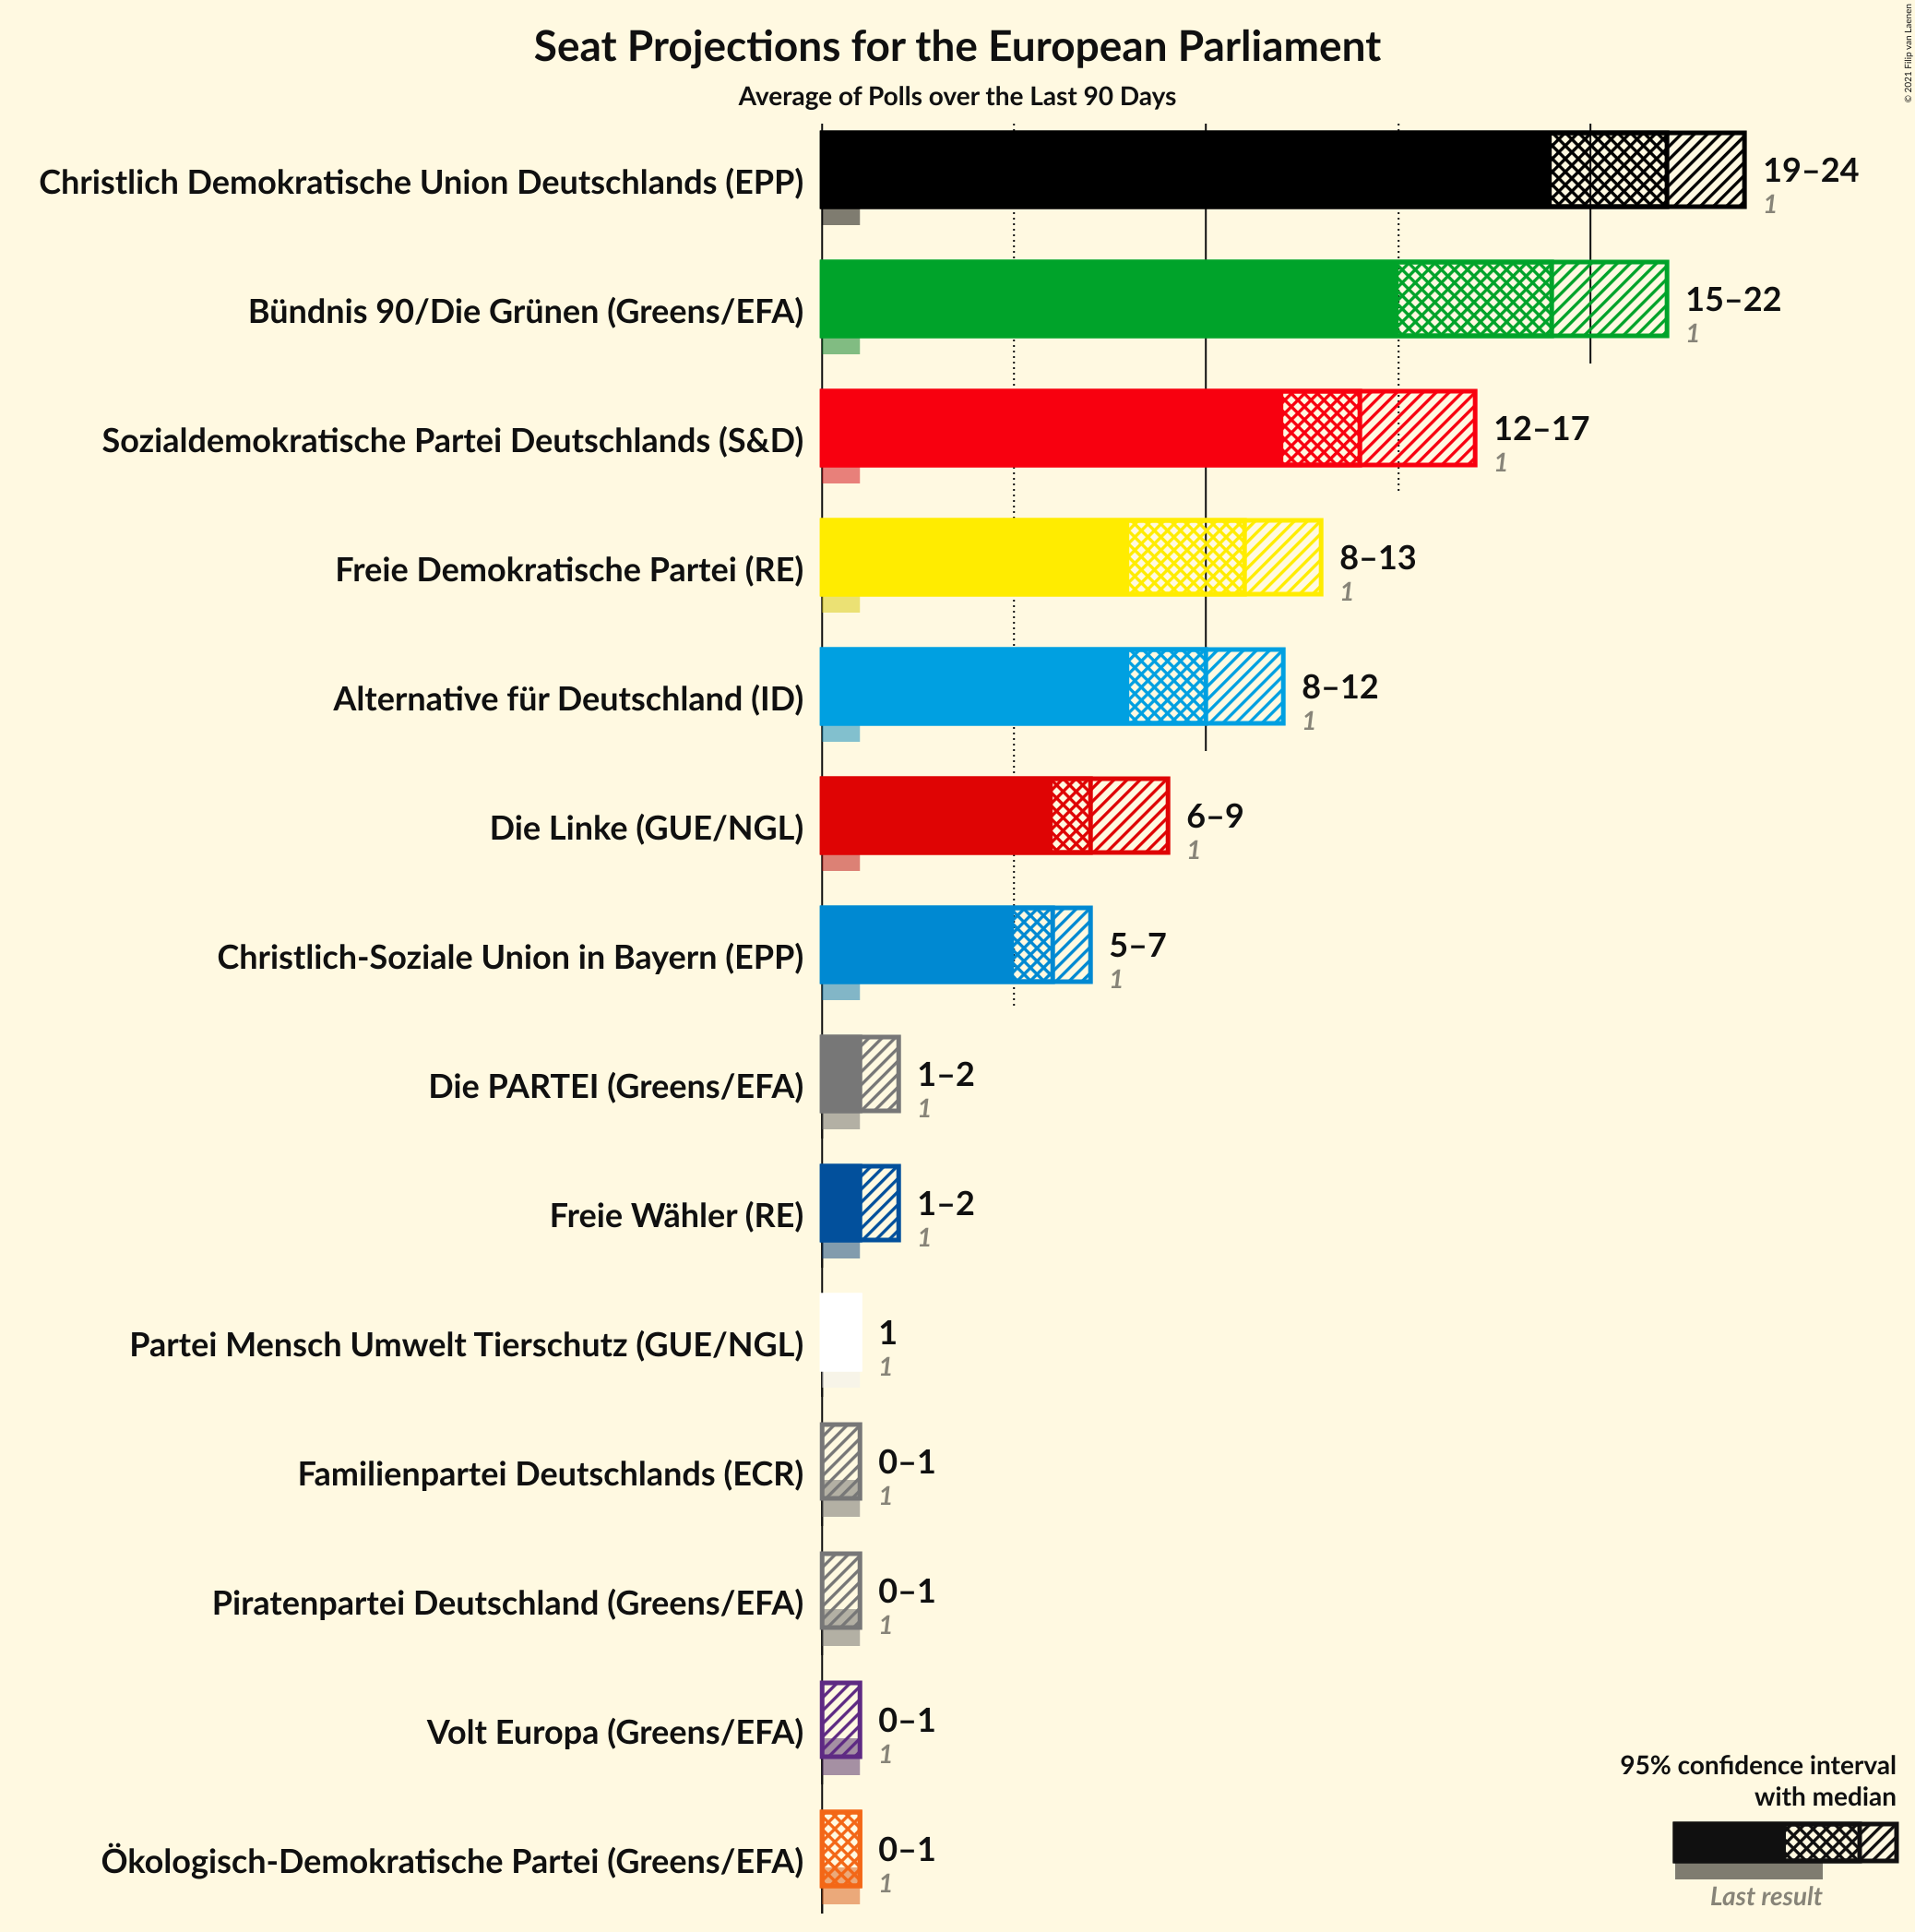 Seat Projections for the European Parliament
Average of Polls over the Last 90 Days
© 2021 Filip van Laenen
Christlich Demokratische Union Deutschlands (EPP)
19–24
1
Bündnis 90/Die Grünen (Greens/EFA)
15–22
1
Sozialdemokratische Partei Deutschlands (S&D)
12–17
1
Freie Demokratische Partei (RE)
8–13
1
Alternative für Deutschland (ID)
8–12
1
Die Linke (GUE/NGL)
6–9
1
Christlich-Soziale Union in Bayern (EPP)
5–7
1
Die PARTEI (Greens/EFA)
1–2
1
Freie Wähler (RE)
1–2
1
Partei Mensch Umwelt Tierschutz (GUE/NGL)
1
1
Familienpartei Deutschlands (ECR)
0–1
1
Piratenpartei Deutschland (Greens/EFA)
0–1
1
Volt Europa (Greens/EFA)
0–1
1
Ökologisch-Demokratische Partei (Greens/EFA)
0–1
1
95% confidence interval
with median
Last result